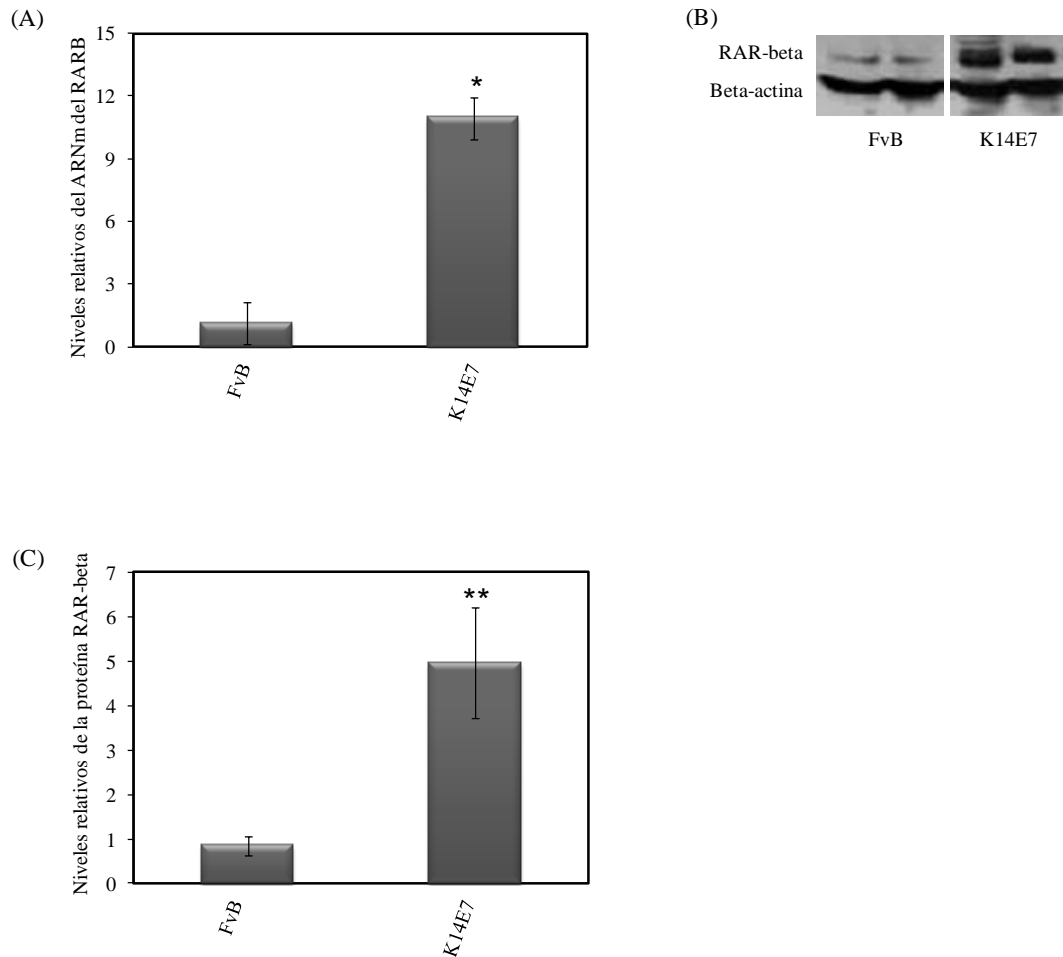 (A)
Niveles relativos del ARNm del RARB
15
12
9
6
3
0
*
FvB
K14E7
(B)
RAR-beta
Beta-actina
FvB
K14E7
(C)
Niveles relativos de la proteína RAR-beta
7
6
5
4
3
2
1
0
**
FvB
K14E7